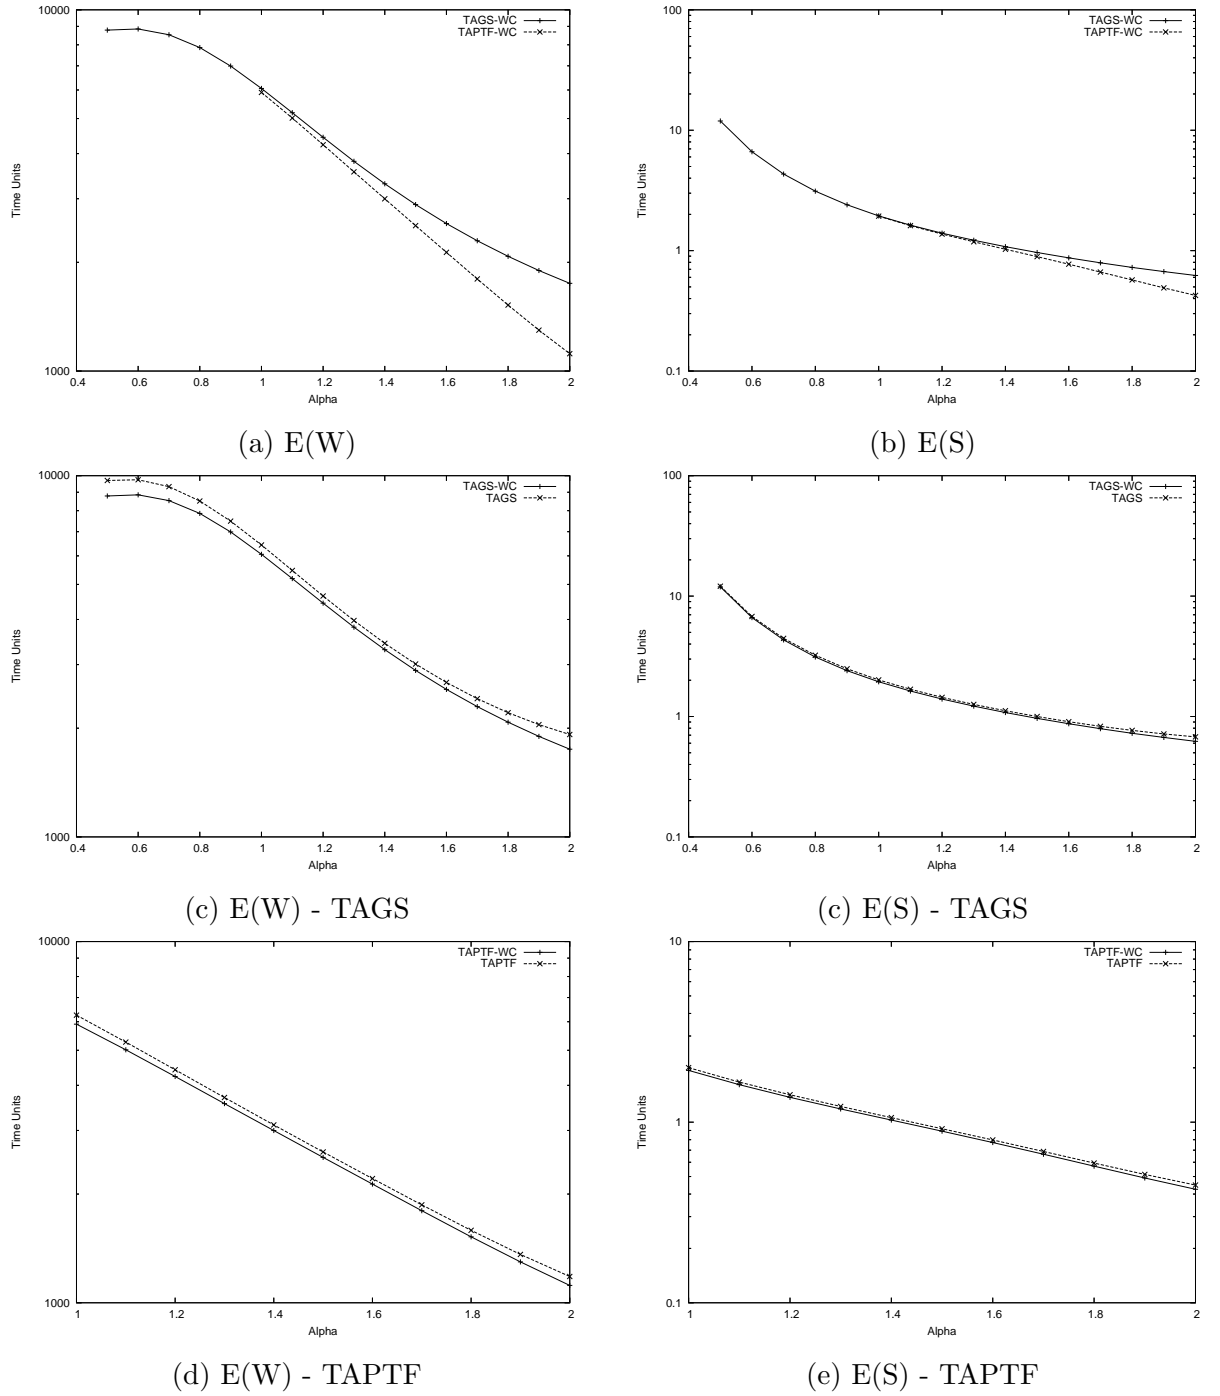 10000
1000
Time Units
0.4 0.6 0.8 1 1.2 1.4 1.6 1.8 2
Alpha
TAGS-WC
TAPTF-WC
(a) E(W)
100
10
1
0.1
Time Units
0.4 0.6 0.8 1 1.2 1.4 1.6 1.8 2
Alpha
TAGS-WC
TAPTF-WC
(b) E(S)
10000
1000
Time Units
0.4 0.6 0.8 1 1.2 1.4 1.6 1.8 2
Alpha
TAGS-WC
TAGS
(c) E(W) - TAGS
100
10
1
0.1
Time Units
0.4 0.6 0.8 1 1.2 1.4 1.6 1.8 2
Alpha
TAGS-WC
TAGS
(c) E(S) - TAGS
10000
1000
Time Units
1 1.2 1.4 1.6 1.8 2
Alpha
TAPTF-WC
TAPTF
(d) E(W) - TAPTF
10
1
0.1
Time Units
1 1.2 1.4 1.6 1.8 2
Alpha
TAPTF-WC
TAPTF
(e) E(S) - TAPTF